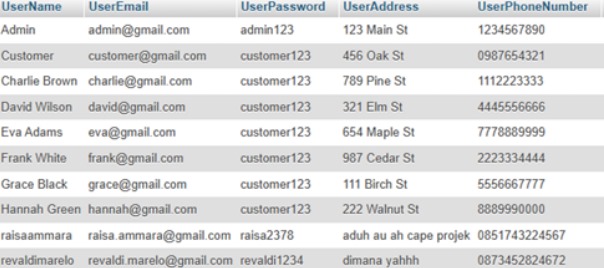 UserName UserEmail UserPassword UserAddress UserPhoneNumber
Admin admin@gmail.com admin123 123 Main St 1234567890
Customer customer@gmail.com customer123 456 Oak St 0987654321
Charlie Brown charlie@gmail.com customer123 789 Pine St 1112223333
David Wilson david@gmail.com customer123 321 Elm St 4445556666
Eva Adams eva@gmail.com customer123 654 Maple St 7778889999
Frank White frank@gmail.com customer123 987 Cedar St 2223334444
Grace Black grace@gmail.com customer123 111 Birch St 5556667777
Hannah Green hannah@gmail.com customer123 222 Walnut St 8889990000
raisaammara raisa.ammara@gmail.com raisa2378 aduh au ah cape projek 0851743224567
revaldimarelo revaldi.marelo@gmail.com revaldi1234 dimana yahhh 0873452824672